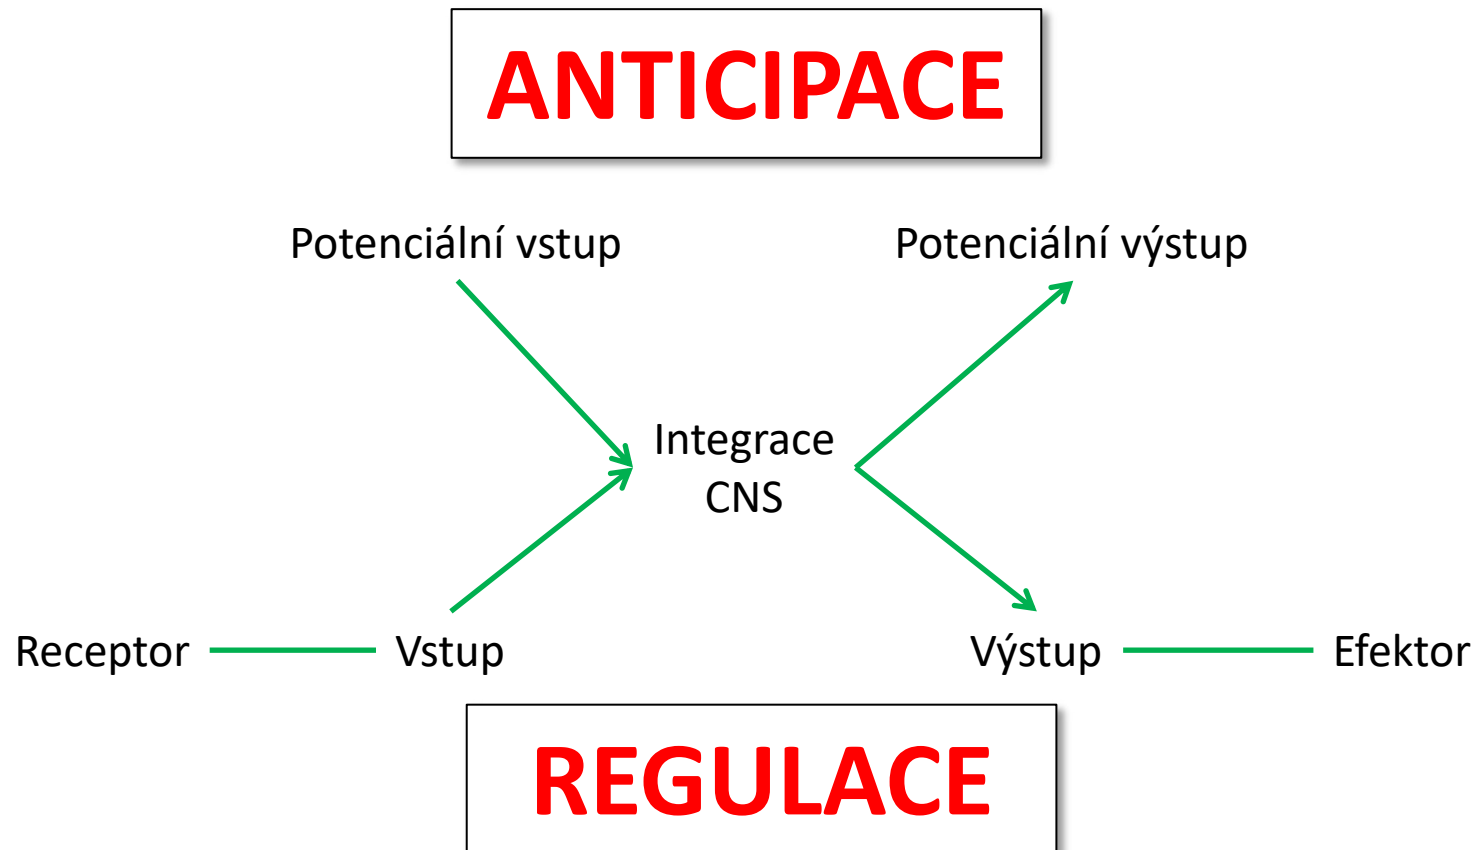 ANTICIPACE
Potenciální vstup
Potenciální výstup
Integrace
CNS
Receptor
Vstup
Výstup
Efektor
REGULACE